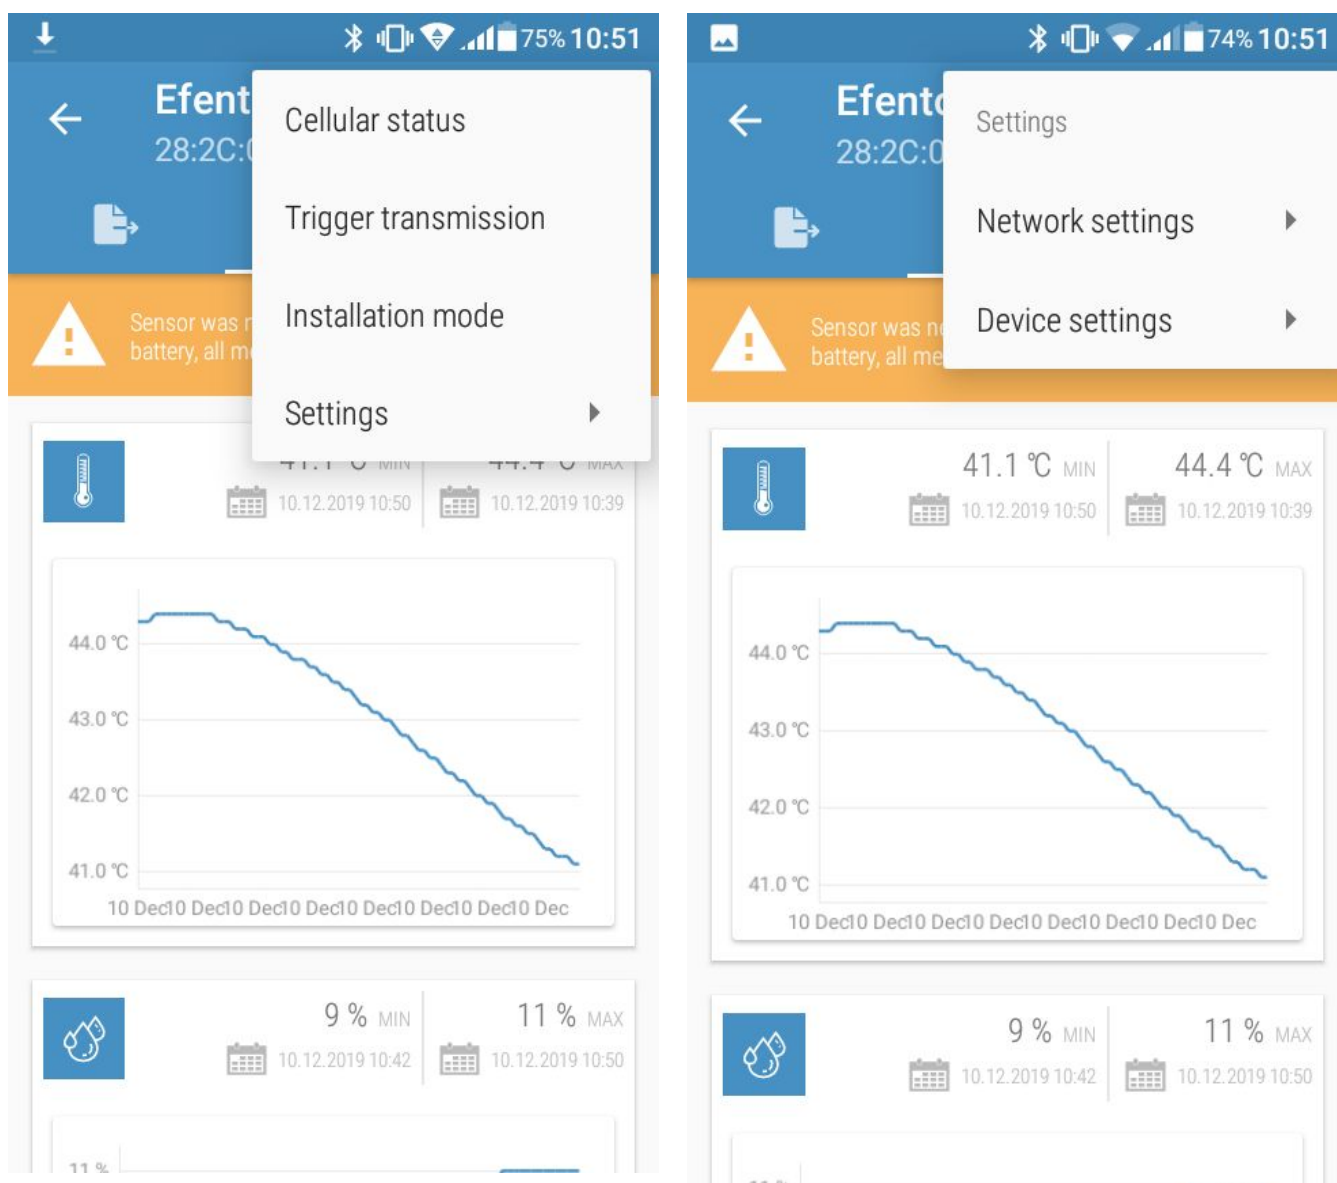 75% 10:51
Efent
28:2C:0
Cellular status
Trigger transmission
Installation mode
Settings
Sensor was
battery, all
MIN
MAX
10.12.2019 10:50
10.12.2019 10:39
44.0 °C
43.0 °C
42.0 °C
41.0 °C
10 Dec10 Dec10 Dec10 Dec10 Dec10 Dec10 Dec10 Dec
9 % MIN
11 % MAX
10.12.2019 10:42
10.12.2019 10:50
11 %
74% 10:51
Efento
28:2C:0
Settings
Network settings
Device settings
Sensor was
battery, all
41.1 °C MIN
44.4 °C MAX
10.12.2019 10:50
10.12.2019 10:39
44.0 °C
43.0 °C
42.0 °C
41.0 °C
10 Dec10 Dec10 Dec10 Dec10 Dec10 Dec10 Dec10 Dec
9 % MIN
11 % MAX
10.12.2019 10:42
10.12.2019 10:50